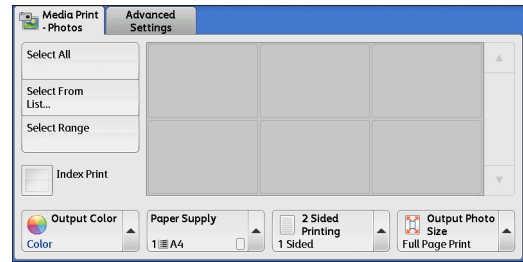 Media Print
- Photos
Advanced
Settings
Select All
Select From
List...
Select Range
Index Print
Output Color
Color
Paper Supply
1 A4
2 Sided
Printing
1 Sided
Output Photo
Size
Full Page Print